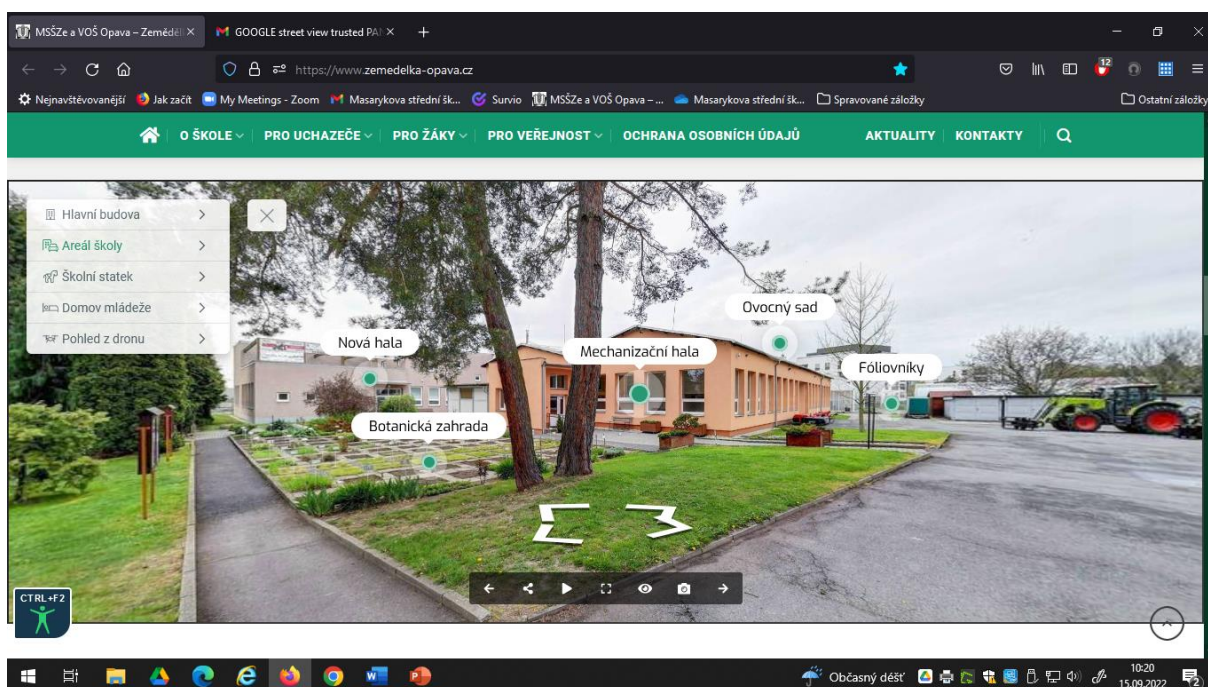 MSŠZe a VOŠ Opava – Zeměděl
GOOGLE street view trusted PA
https://www.zemedelka-opava.cz
12
Nejnavštěvovanější
Jak začít
My Meetings - Zoom
Masarykova střední šk...
Survio
MSŠZe a VOŠ Opava – ...
Masarykova střední šk...
Spravované záložky
Ostatní záložky
O ŠKOLE
PRO UCHAZEČE
PRO ŽÁKY
PRO VEŘEJNOST
OCHRANA OSOBNÍCH ÚDAJŮ
AKTUALITY
KONTAKTY
Hlavní budova
Areál školy
Školní statek
Domov mládeže
Pohled z dronu
Ovocný sad
Nová hala
Mechanizační hala
Fóliovníky
Botanická zahrada
CTRL+F2
Občasný déšť
10:20
15.09.2022
2